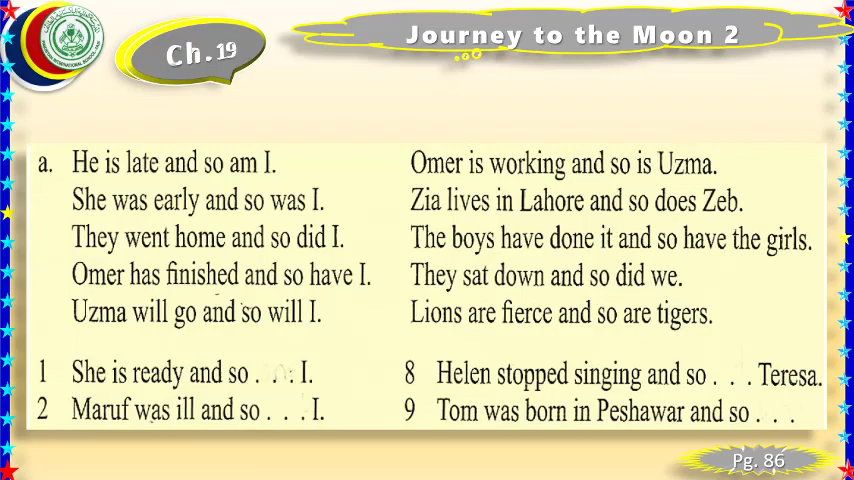 Ch.19
Journey to the Moon 2
a. He is late and so am I.
She was early and so was I.
They went home and so did I.
Omer has finished and so have I.
Uzma will go and so will I.
Omer is working and so is Uzma.
Zia lives in Lahore and so does Zeb.
The boys have done it and so have the girls.
They sat down and so did we.
Lions are fierce and so are tigers.
1 She is ready and so . . . I.
2 Maruf was ill and so . . . I.
8 Helen stopped singing and so . . . Teresa.
9 Tom was born in Peshawar and so . . .
Pg. 86